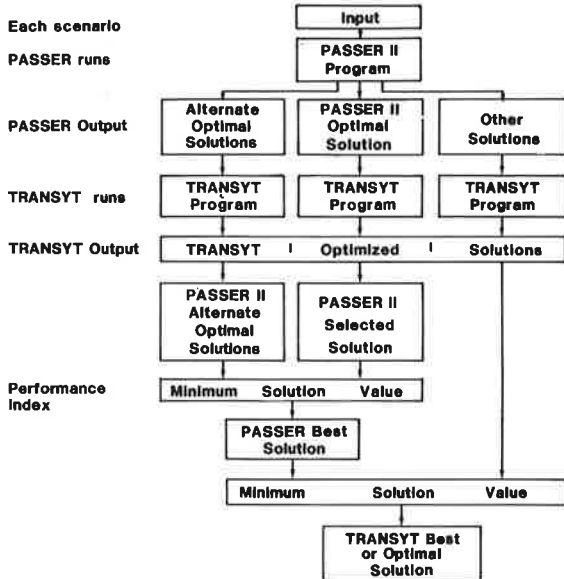 Each scenario
Input
PASSER runs
PASSER II
Program
PASSER Output
Alternate
Optimal
Solutions
PASSER II
Optimal
Solution
Other
Solutions
TRANSYT runs
TRANSYT
Program
TRANSYT
Program
TRANSYT
Program
TRANSYT Output
TRANSYT | Optimized | Solutions
PASSER II
Alternate
Optimal
Solutions
PASSER II
Selected
Solution
Performance
Index
Minimum Solution Value
PASSER Best
Solution
Minimum Solution Value
TRANSYT Best
or Optimal
Solution